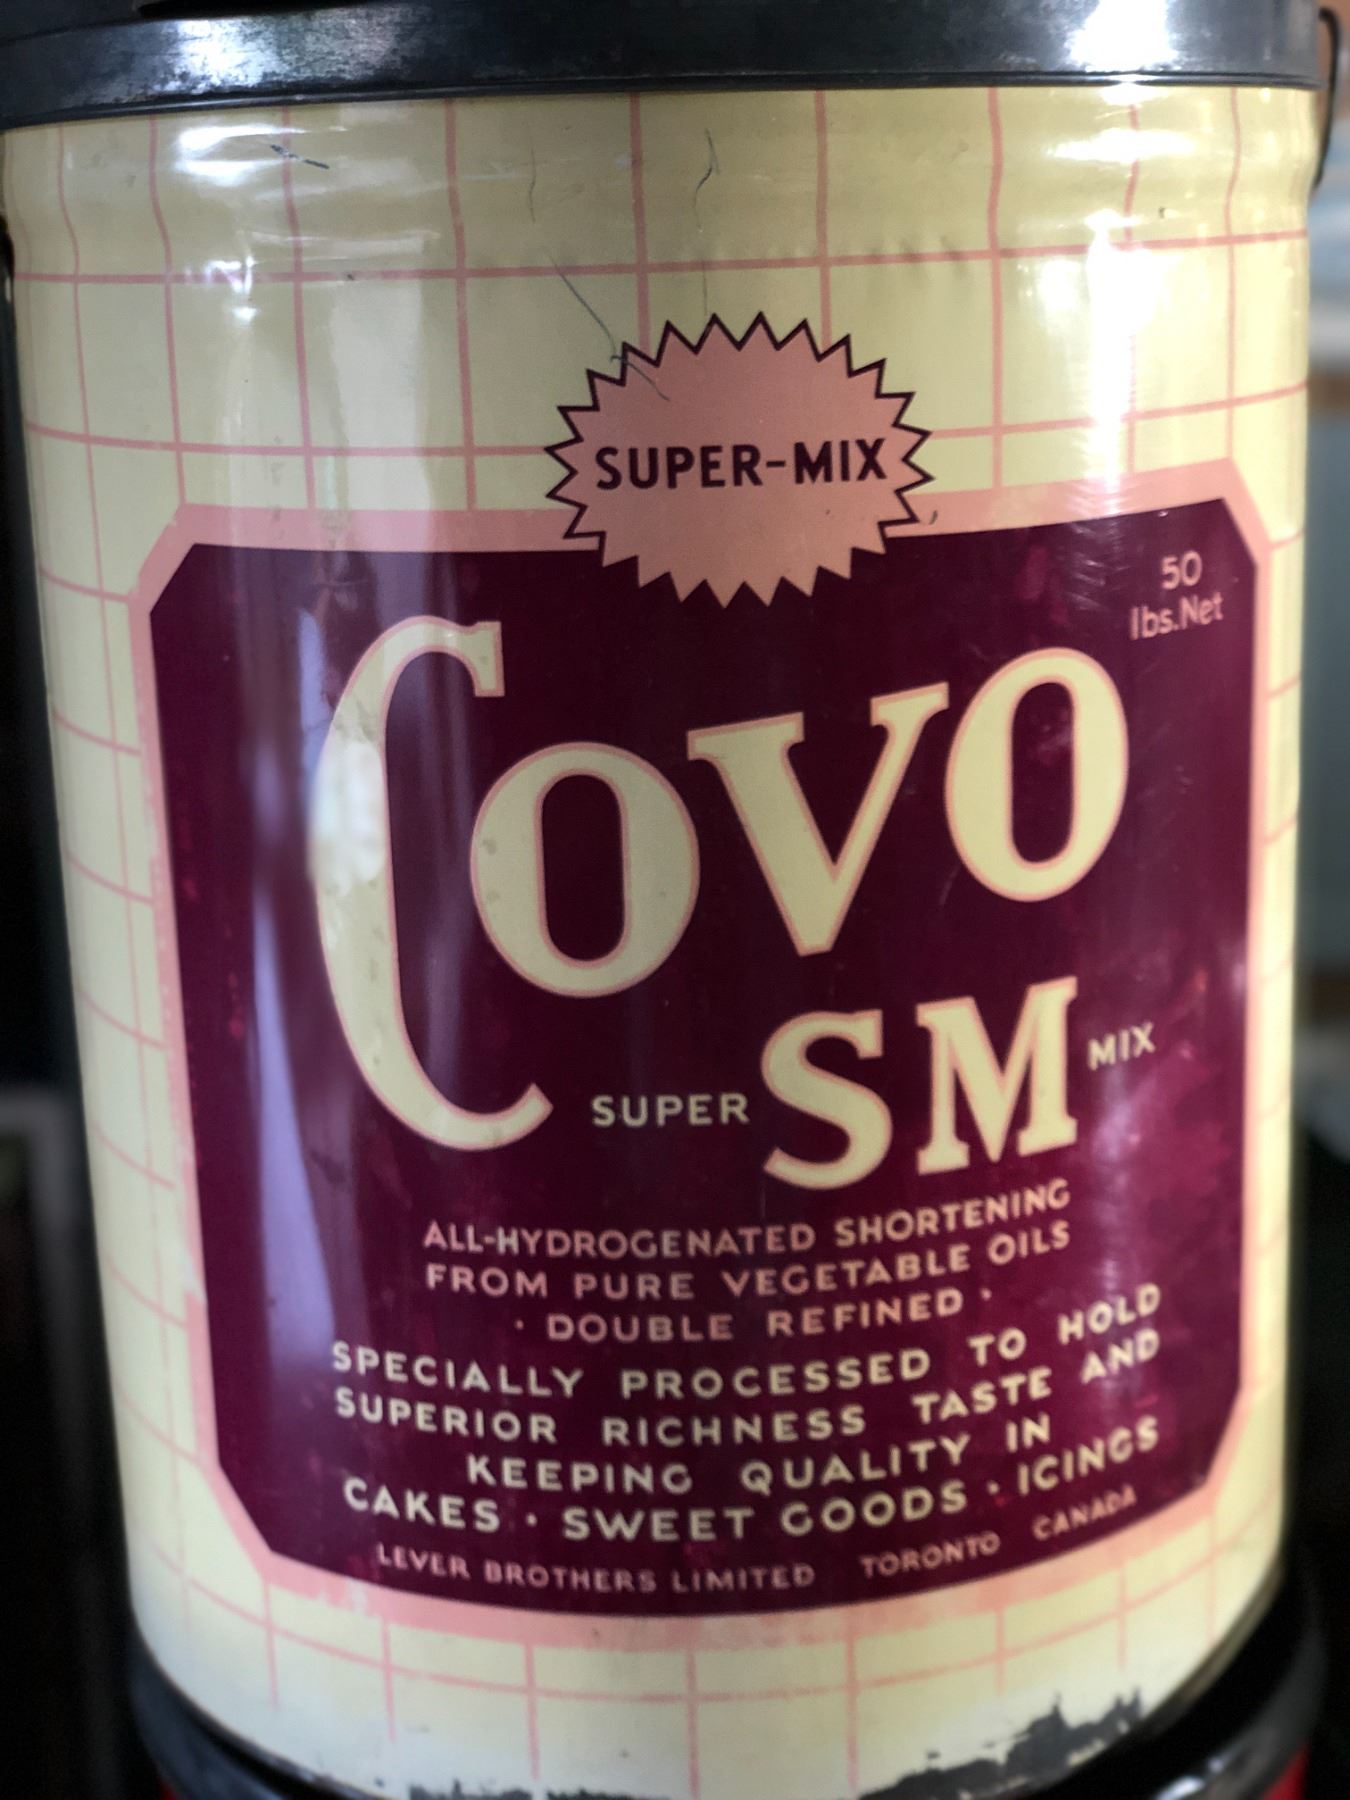 SUPER-MIX
50
lbs.Net
COVO
SUPER SM MIX
ALL-HYDROGENATED SHORTENING
FROM PURE VEGETABLE OILS
· DOUBLE REFINED ·
SPECIALLY PROCESSED TO HOLD
SUPERIOR RICHNESS TASTE AND
KEEPING QUALITY IN
CAKES · SWEET GOODS · ICINGS
LEVER BROTHERS LIMITED TORONTO CANADA